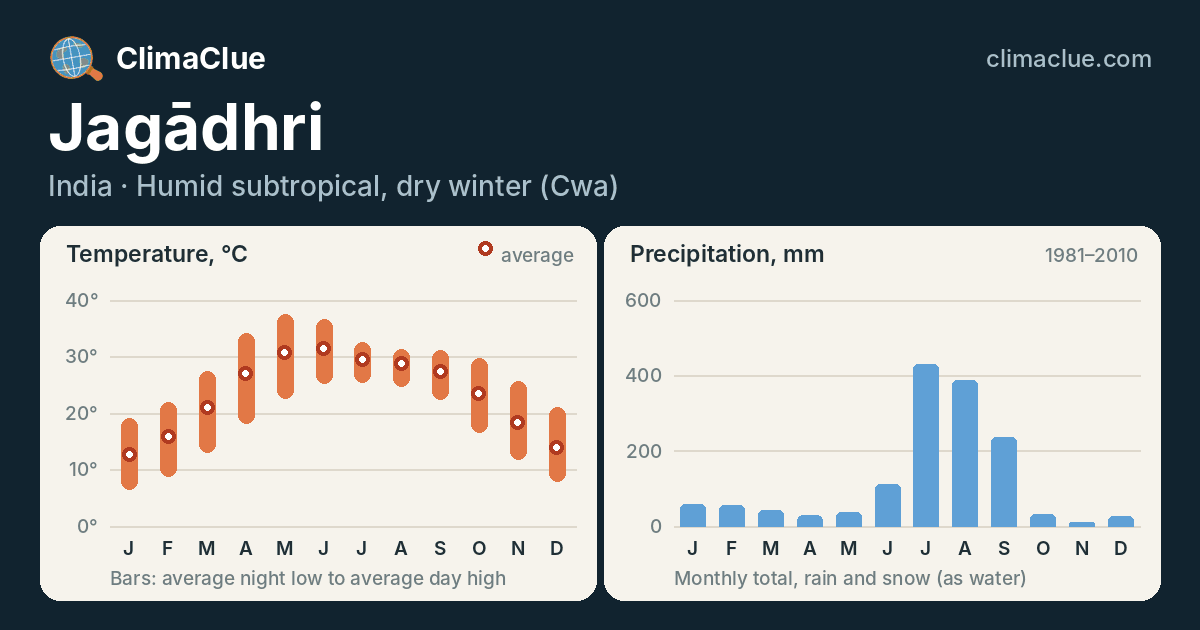 ClimaClue
climaclue.com
Jagādhri
India · Humid subtropical, dry winter (Cwa)
Temperature, °C
average
40°
30°
20°
10°
0°
J F M A M J J A S O N D
Bars: average night low to average day high
Precipitation, mm
1981–2010
600
400
200
0
J F M A M J J A S O N D
Monthly total, rain and snow (as water)